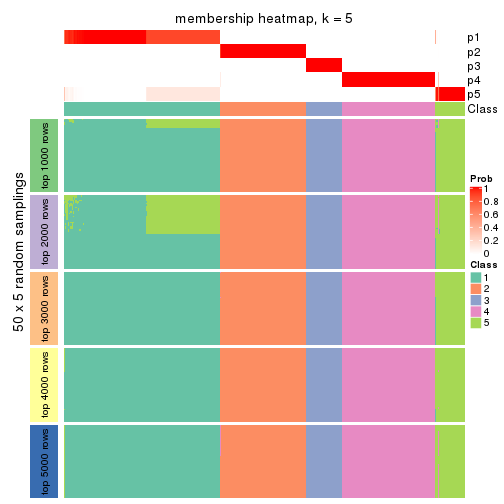 membership heatmap, k = 5
p1
p2
p3
p4
p5
Class
50 x 5 random samplings
top 1000 rows
top 2000 rows
top 3000 rows
top 4000 rows
top 5000 rows
Prob
1
0.8
0.6
0.4
0.2
0
Class
1
2
3
4
5